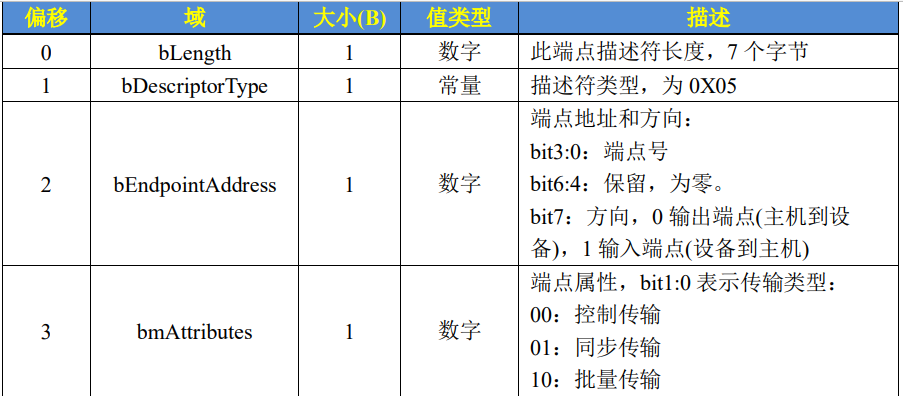 偏移 域 大小(B) 值类型 描述
0 bLength 1 数字 此端点描述符长度，7 个字节
1 bDescriptorType 1 常量 描述符类型，为 0X05
2 bEndpointAddress 1 数字 端点地址和方向：
bit3:0：端点号
bit6:4：保留，为零。
bit7：方向，0 输出端点(主机到设
备)，1 输入端点(设备到主机)
3 bmAttributes 1 数字 端点属性，bit1:0 表示传输类型：
00：控制传输
01：同步传输
10：批量传输